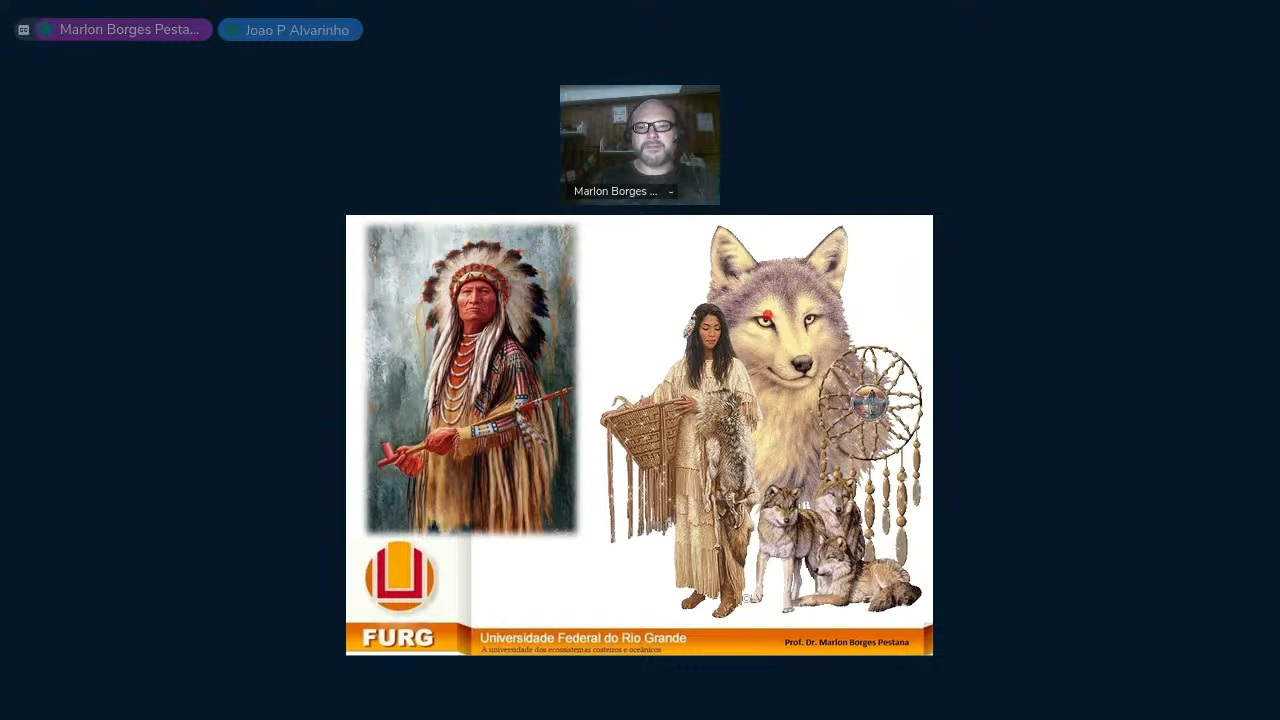 Marlon Borges Pesta...
Joao P Alvarinho
Marlon Borges ...
©LV
FURG
Universidade Federal do Rio Grande
A universidade dos ecossistemas costeiros e oceânicos
Prof. Dr. Marlon Borges Pestana